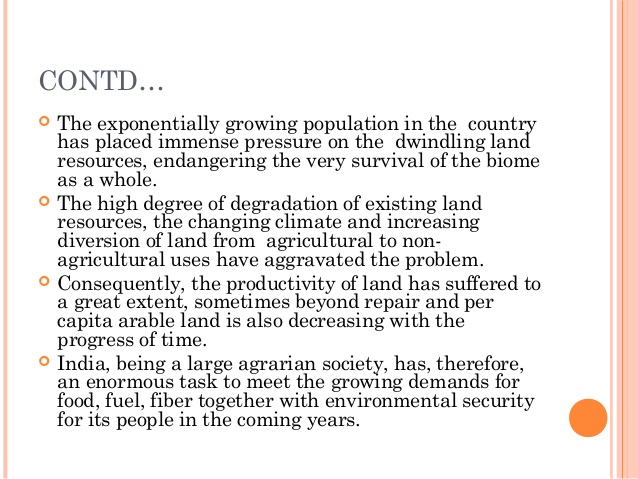 CONTD…
The exponentially growing population in the country
has placed immense pressure on the dwindling land
resources, endangering the very survival of the biome
as a whole.
The high degree of degradation of existing land
resources, the changing climate and increasing
diversion of land from agricultural to non-
agricultural uses have aggravated the problem.
Consequently, the productivity of land has suffered to
a great extent, sometimes beyond repair and per
capita arable land is also decreasing with the
progress of time.
India, being a large agrarian society, has, therefore,
an enormous task to meet the growing demands for
food, fuel, fiber together with environmental security
for its people in the coming years.